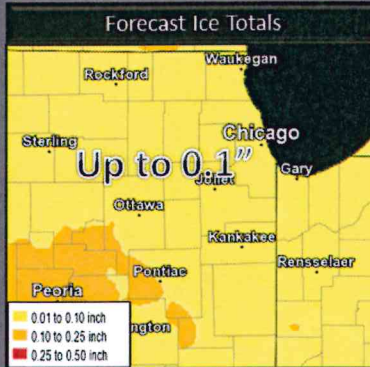 Forecast Ice Totals
Waukegan
Rockford
Chicago
Sterling
Up to 0.1"
Joliet
Gary
Ottawa
Kankakee
Rensselaer
Pontiac
Peoria
ington
0.01 to 0.10 inch
0.10 to 0.25 inch
0.25 to 0.50 inch